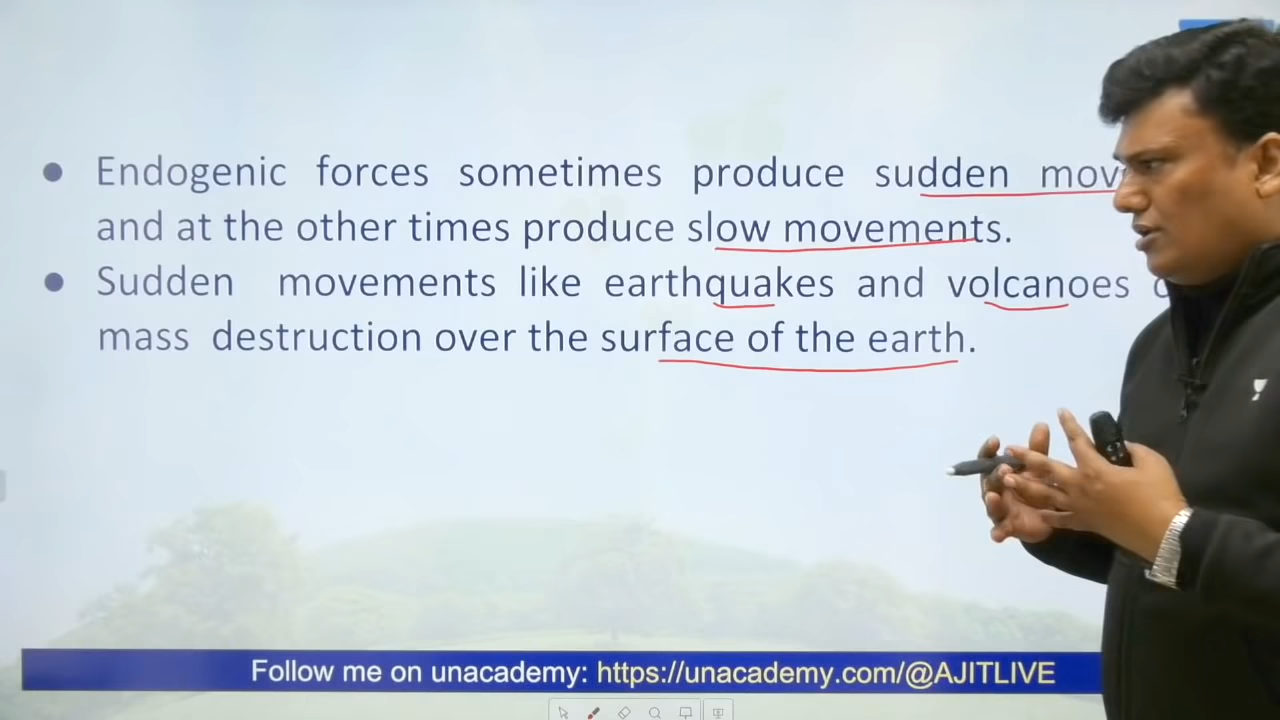 ● Endogenic forces sometimes produce sudden
and at the other times produce slow movements.
● Sudden movements like earthquakes and volcanoes
mass destruction over the surface of the earth.
Follow me on unacademy: https://unacademy.com/@AJITLIVE